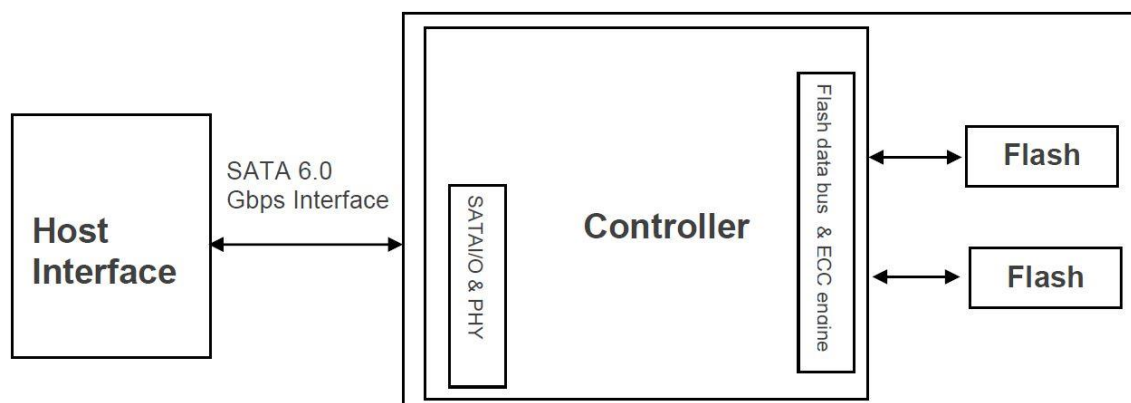 SATA 6.0
Gbps Interface
Host
Interface
SATAI/O & PHY
Controller
Flash data bus & ECC engine
Flash
Flash